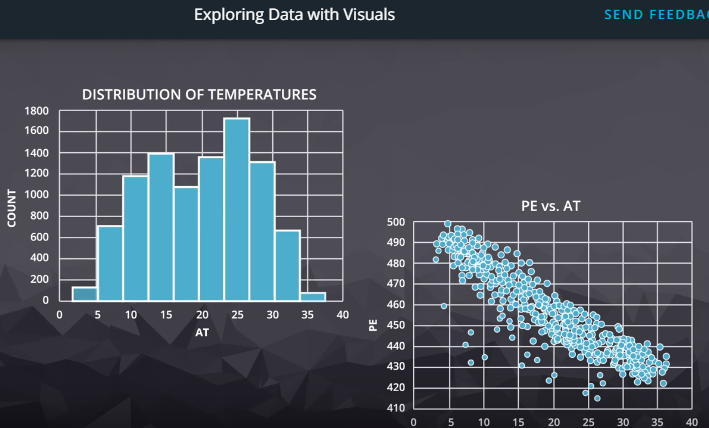 Exploring Data with Visuals
SEND FEEDBA
DISTRIBUTION OF TEMPERATURES
1800
1600
1400
1200
1000
800
600
400
200
0
COUNT
0 5 10 15 20 25 30 35 40
AT
PE vs. AT
500
490
480
470
460
450
440
430
420
410
PE
0 5 10 15 20 25 30 35 40